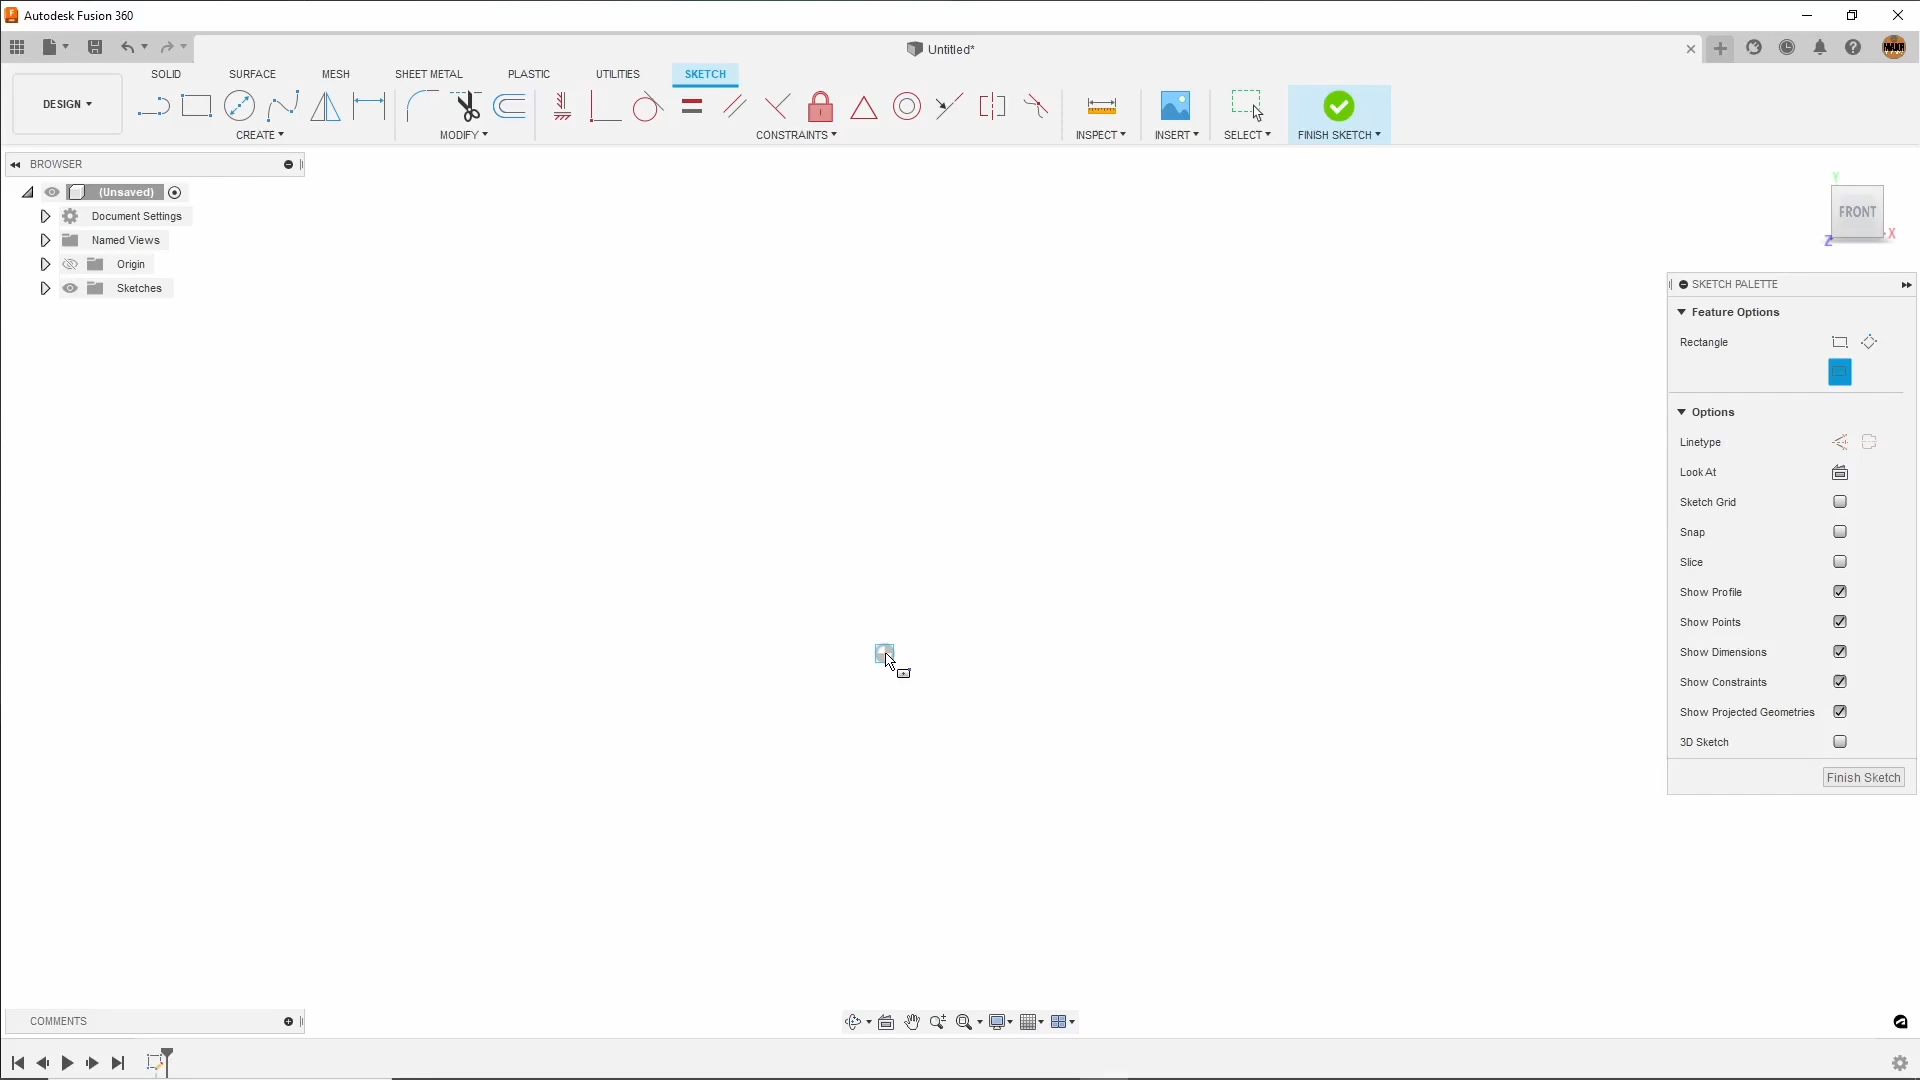 Autodesk Fusion 360
Untitled*
SOLID SURFACE MESH SHEET METAL PLASTIC UTILITIES SKETCH
DESIGN
CREATE MODIFY CONSTRAINTS INSPECT INSERT SELECT FINISH SKETCH
BROWSER
(Unsaved)
Document Settings
Named Views
Origin
Sketches
Y
FRONT
X
Z
SKETCH PALETTE
Feature Options
Rectangle
Options
Linetype
Look At
Sketch Grid
Snap
Slice
Show Profile
Show Points
Show Dimensions
Show Constraints
Show Projected Geometries
3D Sketch
Finish Sketch
COMMENTS